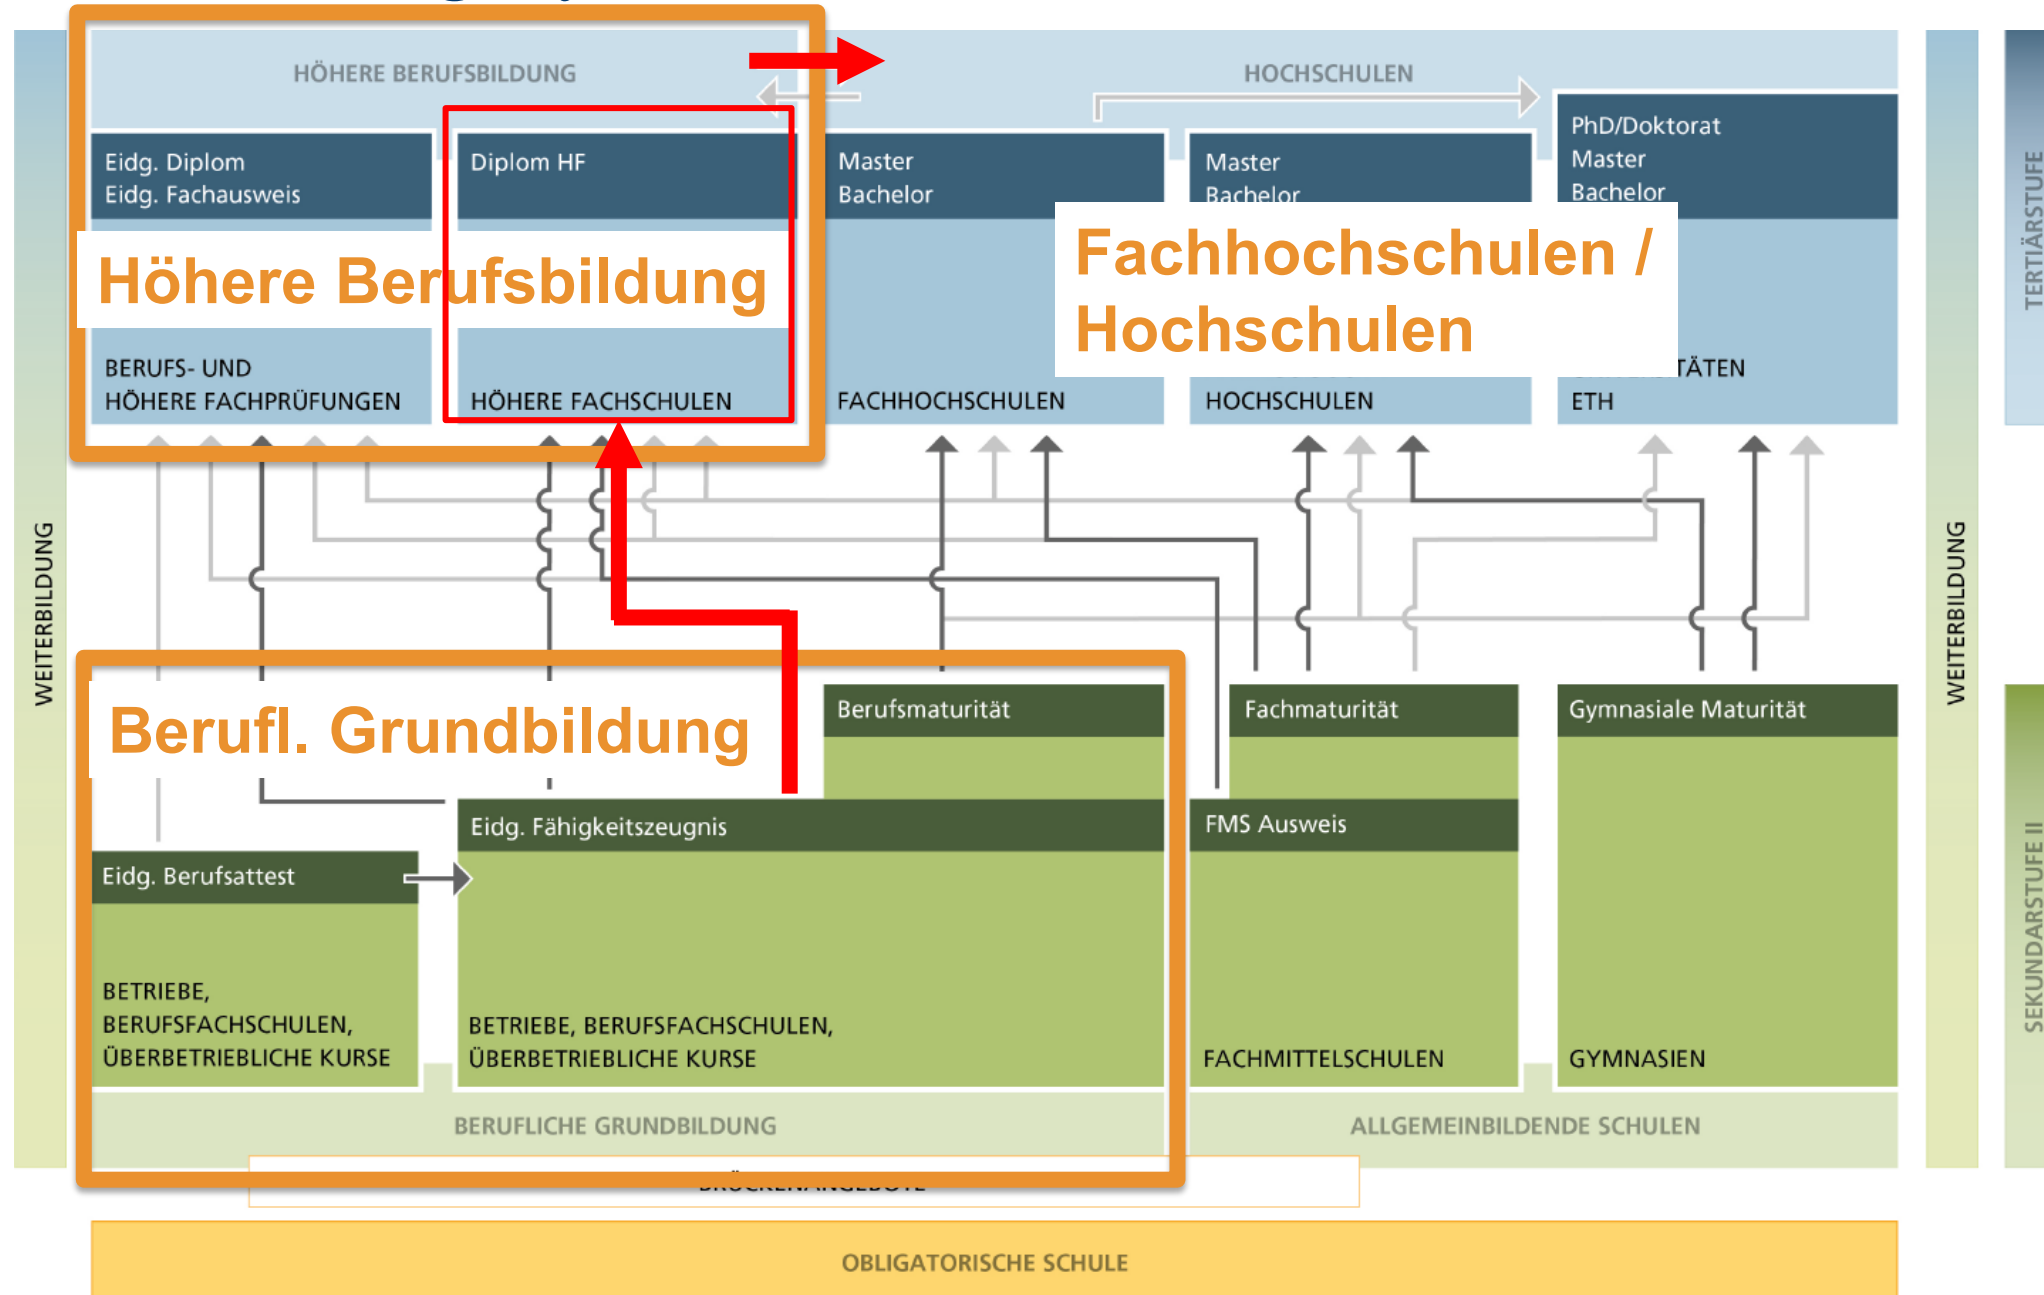 HÖHERE BERUFSBILDUNG
HOCHSCHULEN
Eidg. Diplom
Eidg. Fachausweis
Diplom HF
Master
Bachelor
Master
Bachelor
PhD/Doktorat
Master
Bachelor
Höhere Berufsbildung
Fachhochschulen /
Hochschulen
BERUFS- UND
HÖHERE FACHPRÜFUNGEN
HÖHERE FACHSCHULEN
FACHHOCHSCHULEN
HOCHSCHULEN
ETH
TERTIÄRSTUFE
WEITERBILDUNG
WEITERBILDUNG
Berufl. Grundbildung
Berufsmaturität
Fachmaturität
Gymnasiale Maturität
Eidg. Fähigkeitszeugnis
FMS Ausweis
Eidg. Berufsattest
BETRIEBE,
BERUFSFACHSCHULEN,
ÜBERBETRIEBLICHE KURSE
BETRIEBE, BERUFSFACHSCHULEN,
ÜBERBETRIEBLICHE KURSE
FACHMITTELSCHULEN
GYMNASIEN
SEKUNDARSTUFE II
BERUFLICHE GRUNDBILDUNG
ALLGEMEINBILDENDE SCHULEN
BRÜCKENANGEBOTE
OBLIGATORISCHE SCHULE